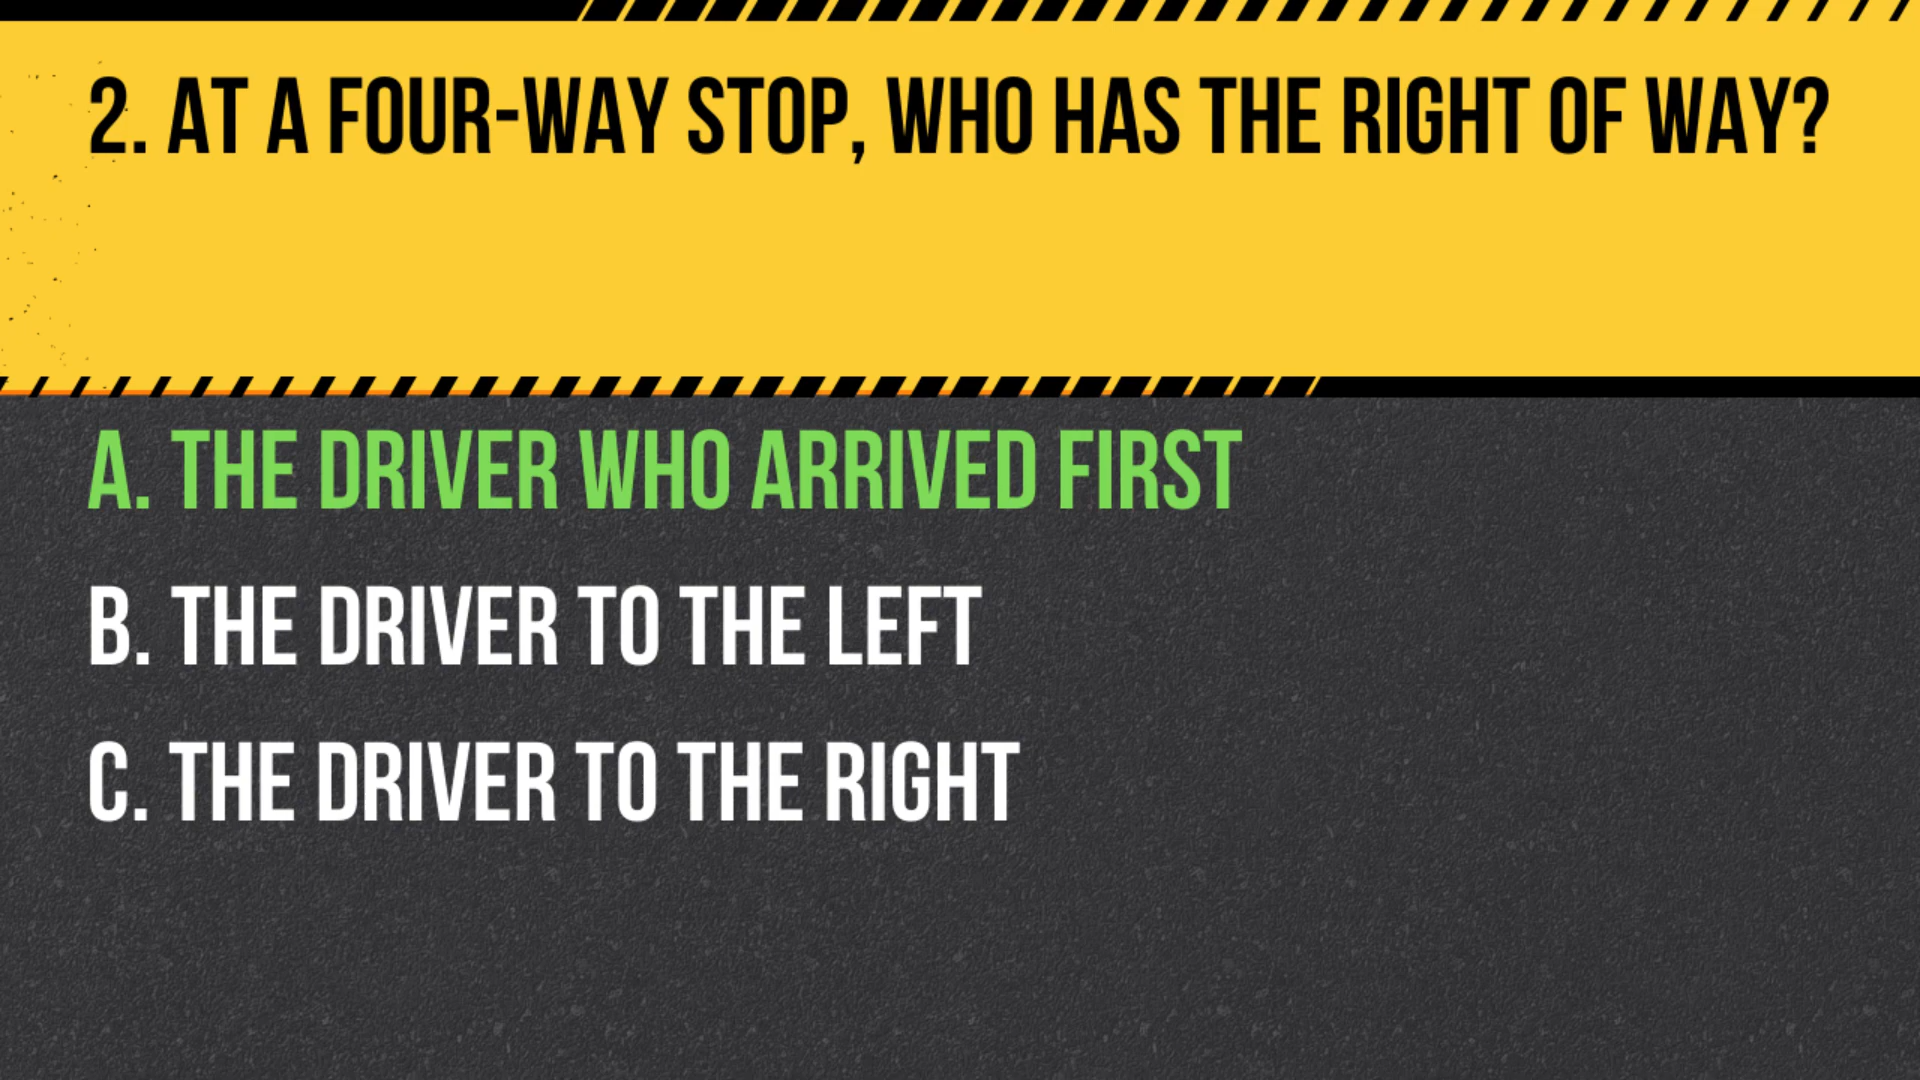 2. AT A FOUR-WAY STOP, WHO HAS THE RIGHT OF WAY?
A. THE DRIVER WHO ARRIVED FIRST
B. THE DRIVER TO THE LEFT
C. THE DRIVER TO THE RIGHT